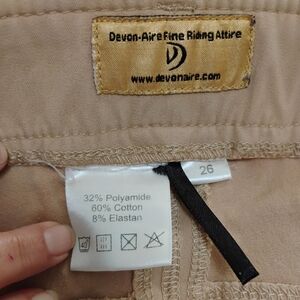 Devon-Aire Fine Riding Attire
www.devonaire.com
26
32% Polyamide
60% Cotton
8% Elastan